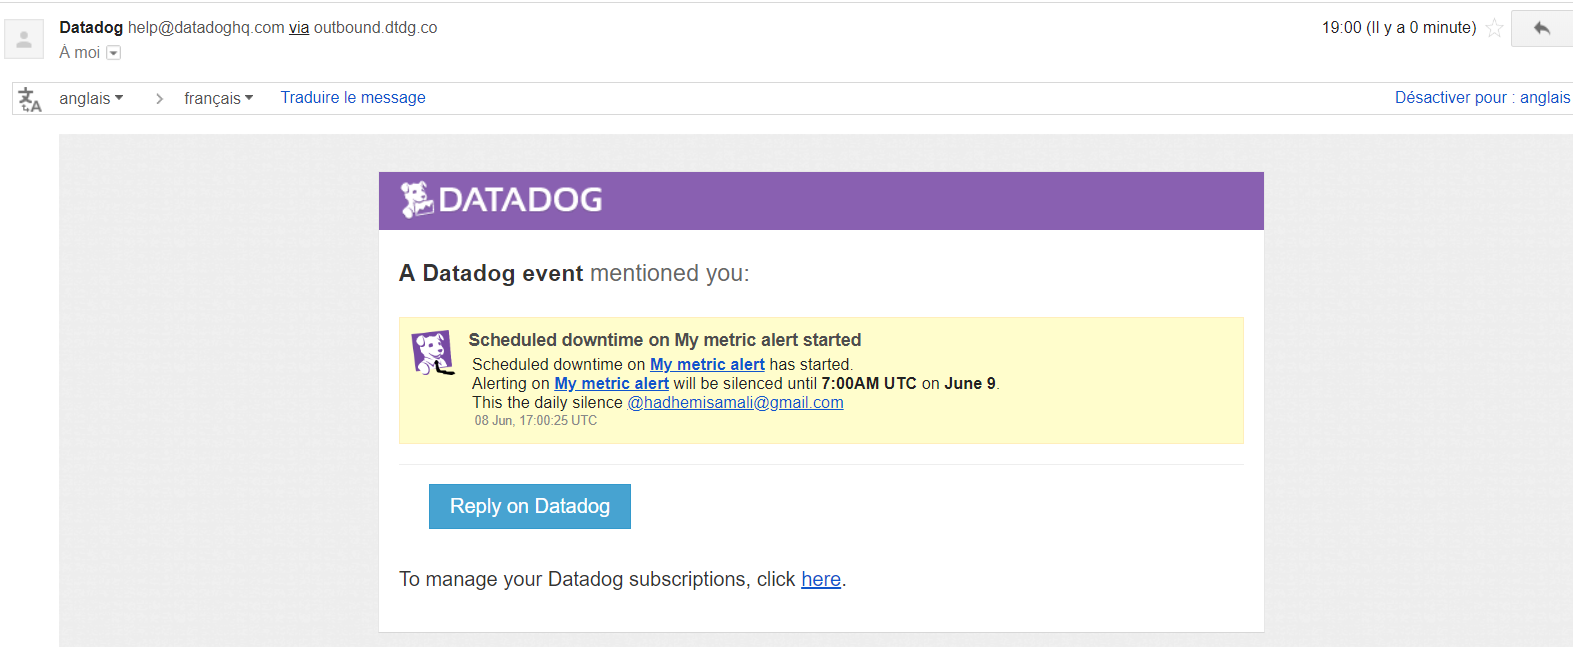 Datadog help@datadoghq.com via outbound.dtdg.co
19:00 (Il y a 0 minute)
À moi
anglais > français Traduire le message
Désactiver pour : anglais
DATADOG
A Datadog event mentioned you:
Scheduled downtime on My metric alert started
Scheduled downtime on My metric alert has started.
Alerting on My metric alert will be silenced until 7:00AM UTC on June 9.
This the daily silence @hadhemisamali@gmail.com
08 Jun, 17:00:25 UTC
Reply on Datadog
To manage your Datadog subscriptions, click here.